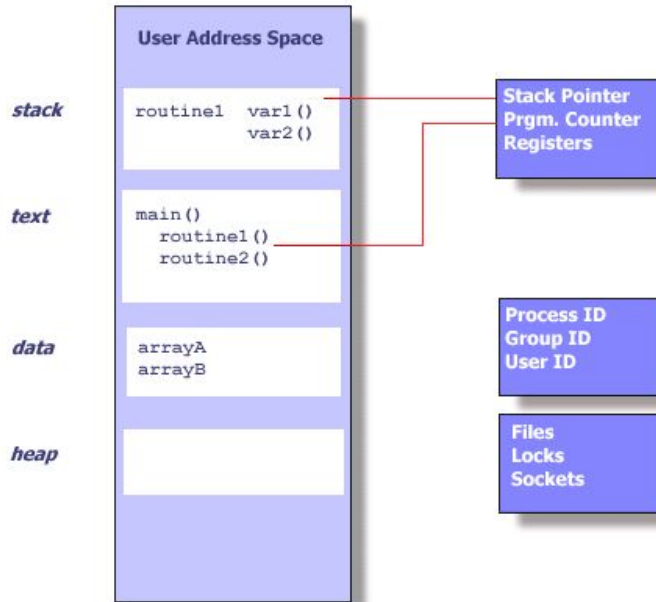 User Address Space
stack
routine1 var1()
var2()
text
main()
routine1()
routine2()
data
arrayA
arrayB
heap
Stack Pointer
Prgm. Counter
Registers
Process ID
Group ID
User ID
Files
Locks
Sockets